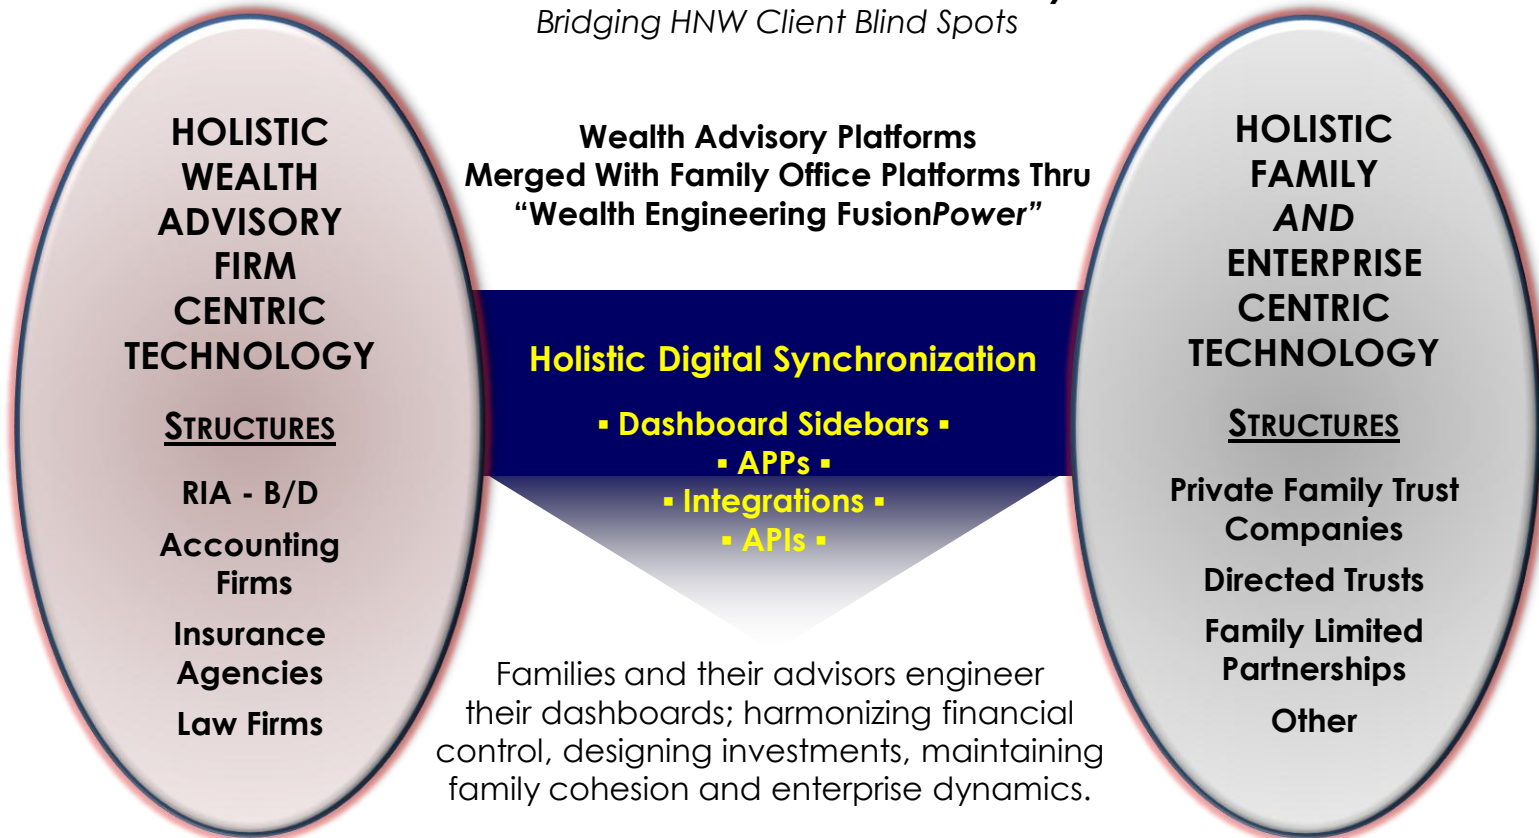 Bridging HNW Client Blind Spots
HOLISTIC
WEALTH
ADVISORY
FIRM
CENTRIC
TECHNOLOGY
STRUCTURES
RIA - B/D
Accounting
Firms
Insurance
Agencies
Law Firms
Wealth Advisory Platforms
Merged With Family Office Platforms Thru
“Wealth Engineering FusionPower”
Holistic Digital Synchronization
▪ Dashboard Sidebars ▪
▪ APPs ▪
▪ Integrations ▪
▪ APIs ▪
Families and their advisors engineer
their dashboards; harmonizing financial
control, designing investments, maintaining
family cohesion and enterprise dynamics.
HOLISTIC
FAMILY
AND
ENTERPRISE
CENTRIC
TECHNOLOGY
STRUCTURES
Private Family Trust
Companies
Directed Trusts
Family Limited
Partnerships
Other